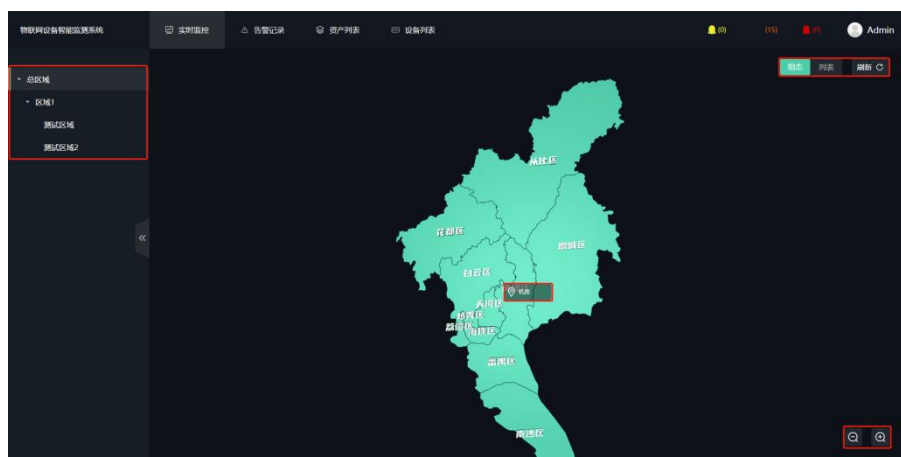 物联网设备智能监测系统
实时监控
告警记录
资产列表
设备列表
(0)
(15)
(0)
Admin
总区域
区域1
测试区域
测试区域2
组态
列表
刷新
从化区
花都区
增城区
白云区
机房
天河区
越秀区
荔湾区
海珠区
番禺区
南沙区